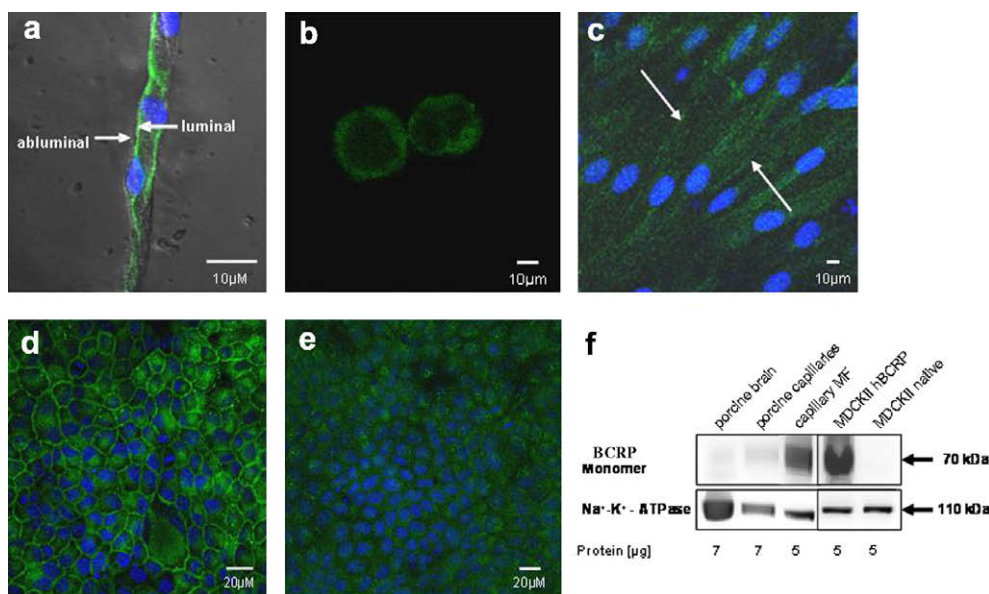 a
abluminal
luminal
10µM
b
10µm
c
10µm
d
20µM
e
20µM
f
porcine brain
porcine capillaries
capillary MF
MDCKII hBCRP
MDCKII native
BCRP
Monomer
70 kDa
Na⁺-K⁺ - ATPase
110 kDa
Protein [µg] 7 7 5 5 5